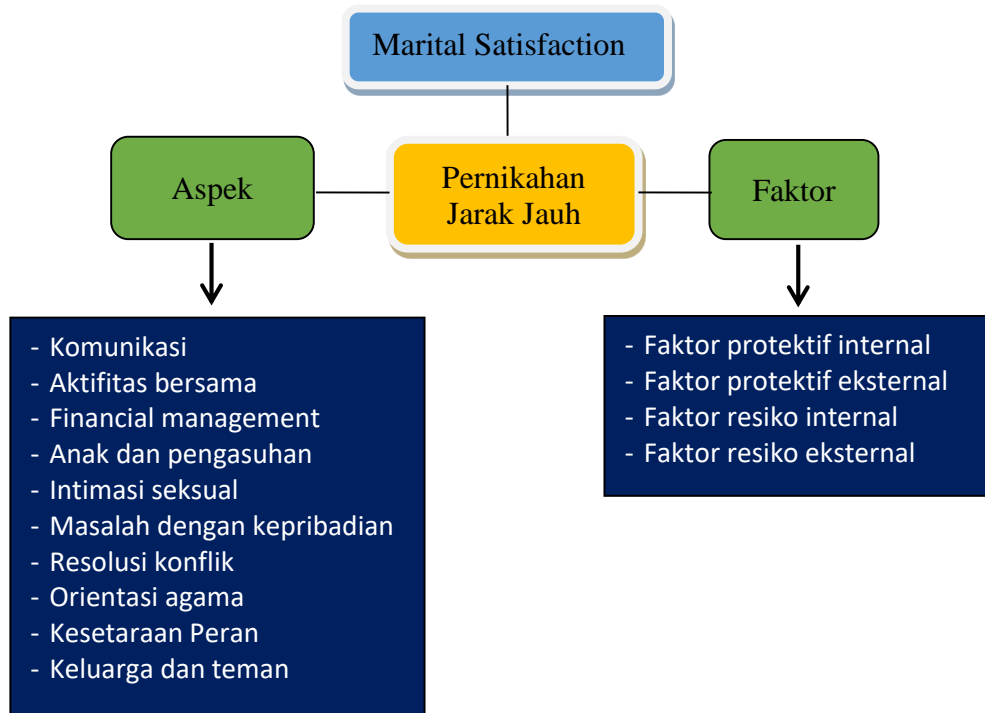 Marital Satisfaction
Aspek
Pernikahan
Jarak Jauh
Faktor
- Komunikasi
- Aktifitas bersama
- Financial management
- Anak dan pengasuhan
- Intimasi seksual
- Masalah dengan kepribadian
- Resolusi konflik
- Orientasi agama
- Kesetaraan Peran
- Keluarga dan teman
- Faktor protektif internal
- Faktor protektif eksternal
- Faktor resiko internal
- Faktor resiko eksternal